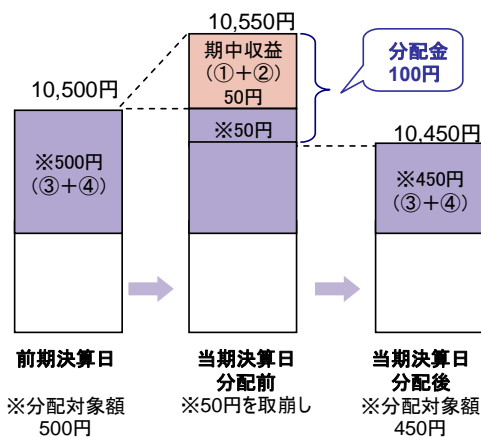 10,500円
※500円
(③+④)
前期決算日
※分配対象額
500円
10,550円
期中収益
(①+②)
50円
※50円
分配金
100円
当期決算日
分配前
※50円を取崩し
10,450円
※450円
(③+④)
当期決算日
分配後
※分配対象額
450円